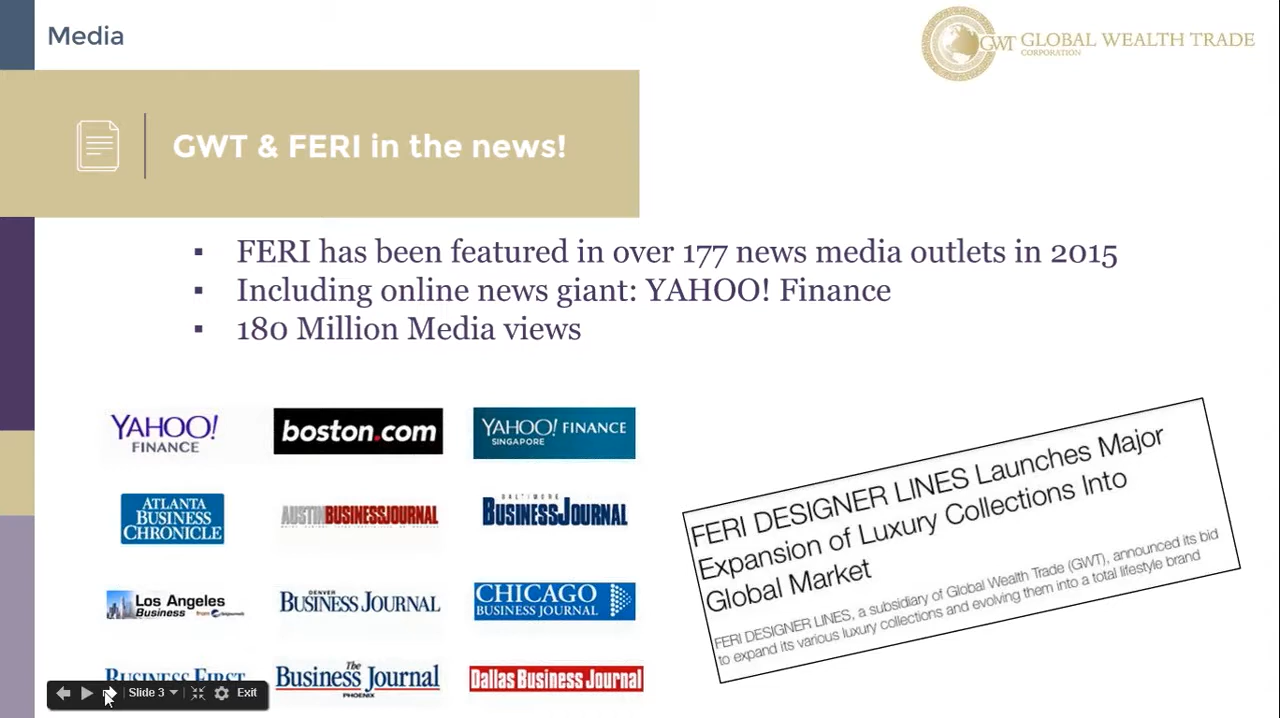 Media
GWT GLOBAL WEALTH TRADE
CORPORATION
GWT & FERI in the news!
▪ FERI has been featured in over 177 news media outlets in 2015
▪ Including online news giant: YAHOO! Finance
▪ 180 Million Media views
YAHOO!
FINANCE
boston.com
YAHOO! FINANCE
SINGAPORE
ATLANTA
BUSINESS
CHRONICLE
AUSTIN BUSINESS JOURNAL
BALTIMORE
BUSINESS JOURNAL
Los Angeles
Business
DENVER
BUSINESS JOURNAL
CHICAGO
BUSINESS JOURNAL
BUSINESS FIRST
The
Business Journal
PHOENIX
Dallas Business Journal
FERI DESIGNER LINES Launches Major
Expansion of Luxury Collections Into
Global Market
FERI DESIGNER LINES, a subsidiary of Global Wealth Trade (GWT), announced its bid
to expand its various luxury collections and evolving them into a total lifestyle brand
Slide 3
Exit